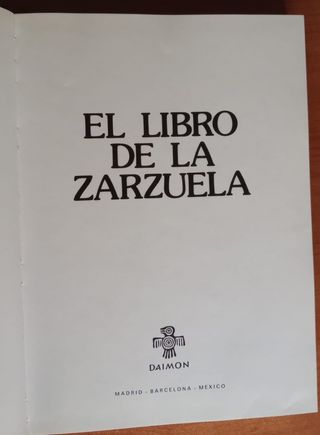 EL LIBRO
DE LA
ZARZUELA
DAIMON
MADRID - BARCELONA - MEXICO